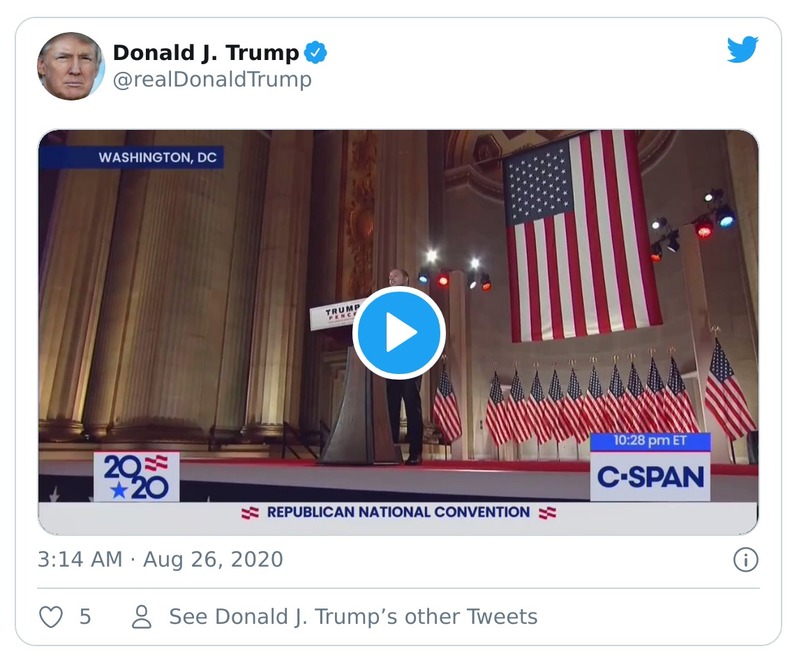 Donald J. Trump
@realDonaldTrump
WASHINGTON, DC
TRUMP
PENCE
10:28 pm ET
2020
C-SPAN
REPUBLICAN NATIONAL CONVENTION
3:14 AM · Aug 26, 2020
5
See Donald J. Trump’s other Tweets